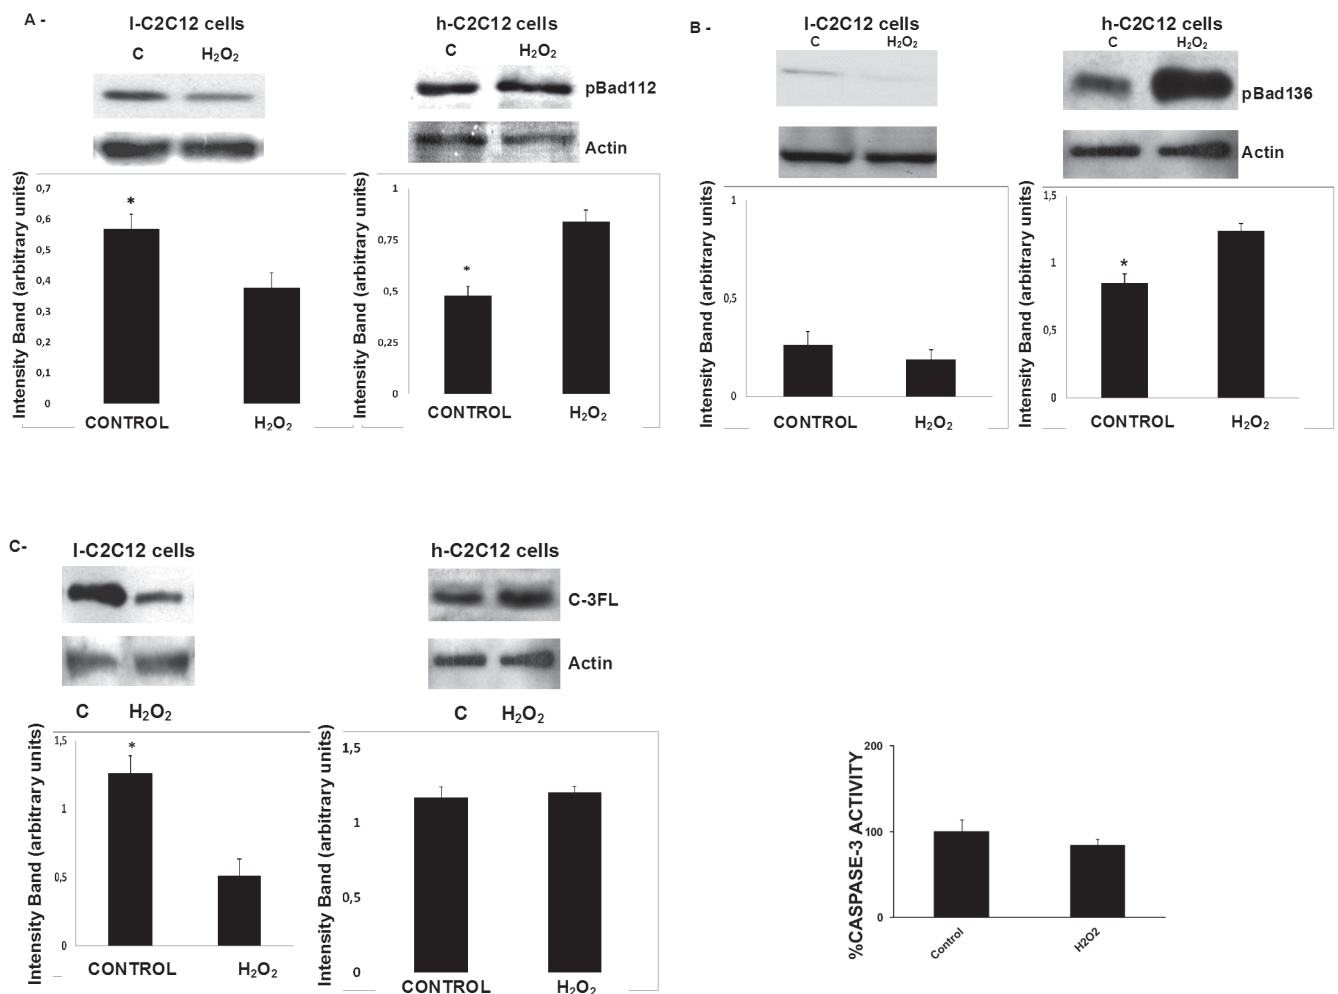 A -
l-C2C12 cells
C H₂O₂
h-C2C12 cells
C H₂O₂
pBad112
Actin
Intensity Band (arbitrary units)
0,7
0,6
0,5
0,4
0,3
0,2
0,1
0
*
CONTROL H₂O₂
Intensity Band (arbitrary units)
1
0,75
0,5
0,25
0
*
CONTROL H₂O₂
B -
l-C2C12 cells
C H₂O₂
h-C2C12 cells
C H₂O₂
pBad136
Actin
Intensity Band (arbitrary units)
1
0,5
0
CONTROL H₂O₂
Intensity Band (arbitrary units)
1,5
1
0,5
0
*
CONTROL H₂O₂
C-
l-C2C12 cells
h-C2C12 cells
C-3FL
Actin
C H₂O₂
C H₂O₂
Intensity Band (arbitrary units)
1,5
1
0,5
0
*
CONTROL H₂O₂
Intensity Band (arbitrary units)
1,5
1
0,5
0
CONTROL H₂O₂
%CASPASE-3 ACTIVITY
200
100
0
Control H2O2